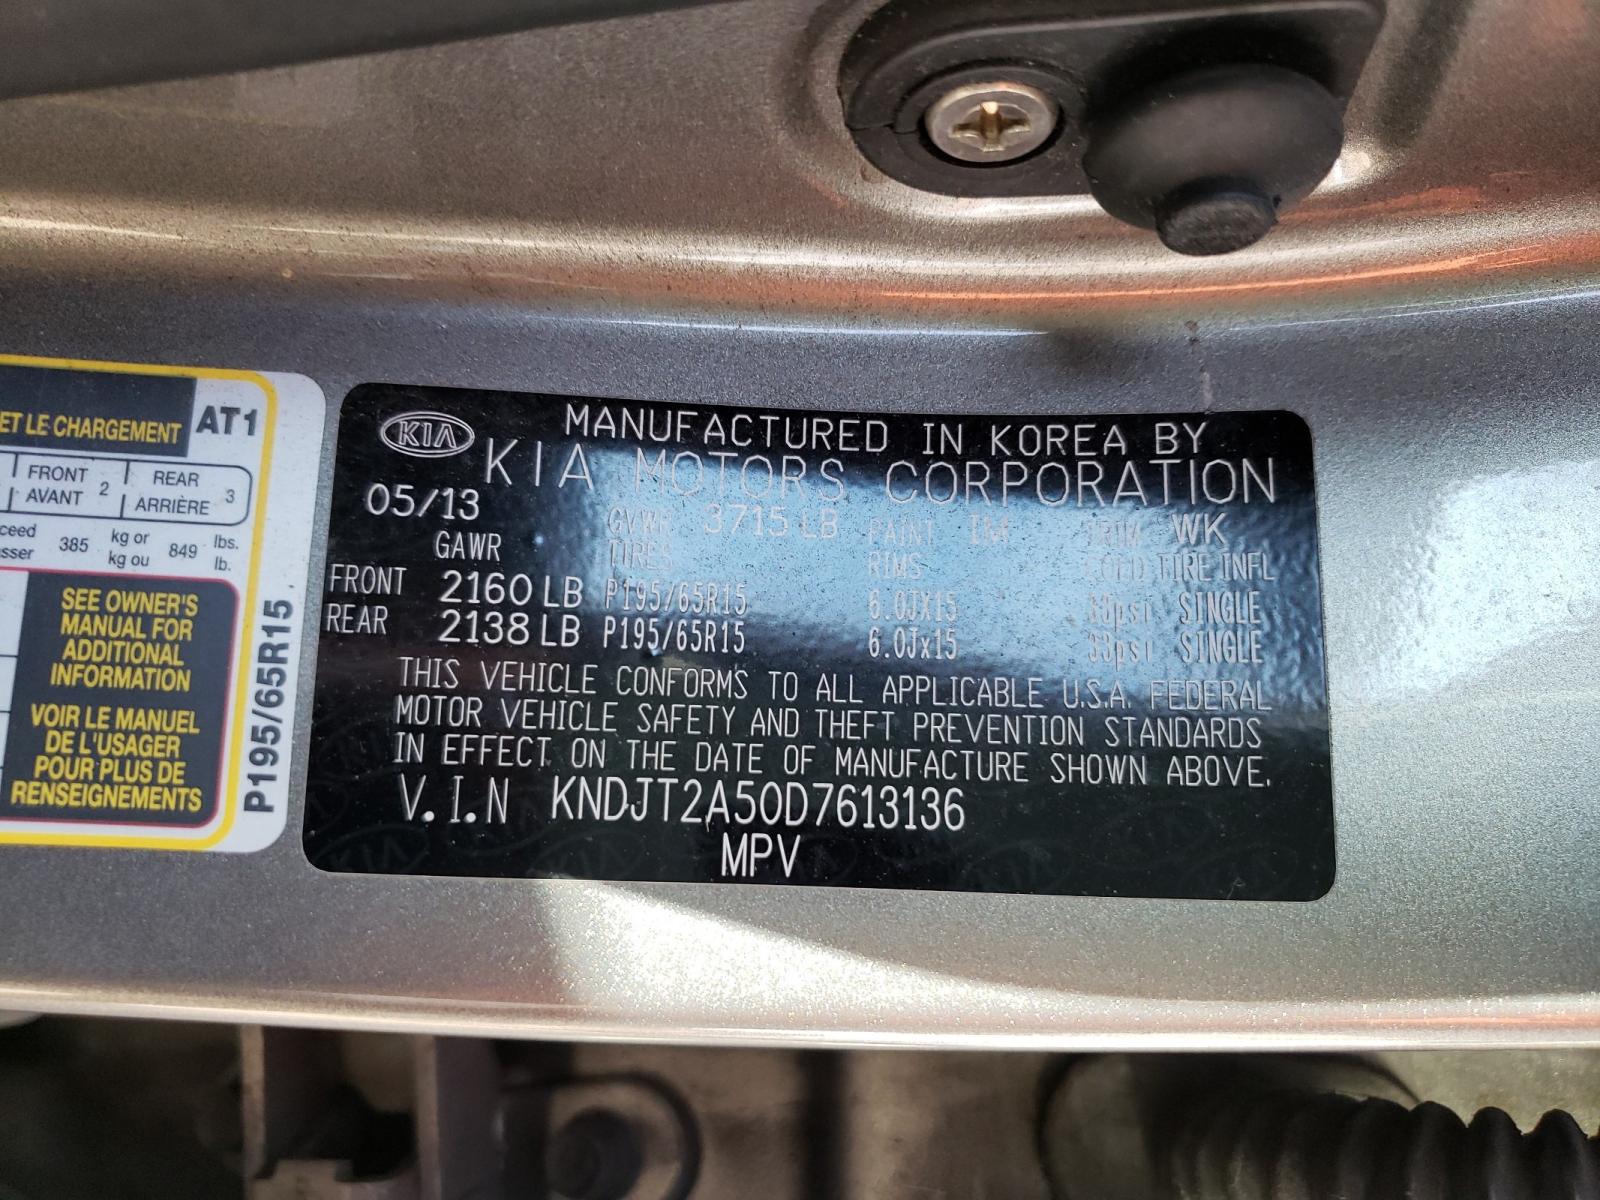 ET LE CHARGEMENT
AT1
FRONT
AVANT 2
REAR
ARRIÈRE 3
385 kg or
kg ou 849 lbs.
lb.
SEE OWNER'S
MANUAL FOR
ADDITIONAL
INFORMATION
VOIR LE MANUEL
DE L'USAGER
POUR PLUS DE
RENSEIGNEMENTS
P195/65R15
KIA
MANUFACTURED IN KOREA BY
KIA MOTORS CORPORATION
05/13 GVWR 3715 LB PAINT IM TRIM WK
GAWR TIRES RIMS COLD TIRE INFL
FRONT 2160 LB P195/65R15 6.0JX15 SINGLE
REAR 2138 LB P195/65R15 6.0Jx15 33psi SINGLE
THIS VEHICLE CONFORMS TO ALL APPLICABLE U.S.A. FEDERAL
MOTOR VEHICLE SAFETY AND THEFT PREVENTION STANDARDS
IN EFFECT ON THE DATE OF MANUFACTURE SHOWN ABOVE.
V.I.N KNDJT2A50D7613136
MPV